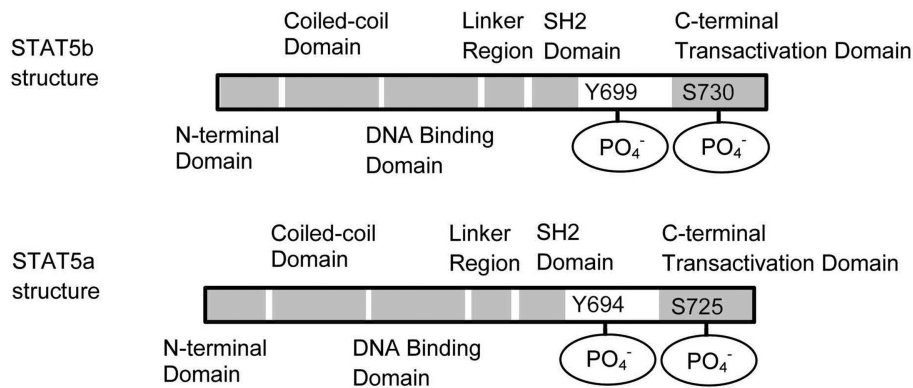 STAT5b
structure
Coiled-coil
Domain
Linker
Region
SH2
Domain
C-terminal
Transactivation Domain
Y699
S730
N-terminal
Domain
DNA Binding
Domain
PO₄⁻
PO₄⁻
STAT5a
structure
Coiled-coil
Domain
Linker
Region
SH2
Domain
C-terminal
Transactivation Domain
Y694
S725
N-terminal
Domain
DNA Binding
Domain
PO₄⁻
PO₄⁻